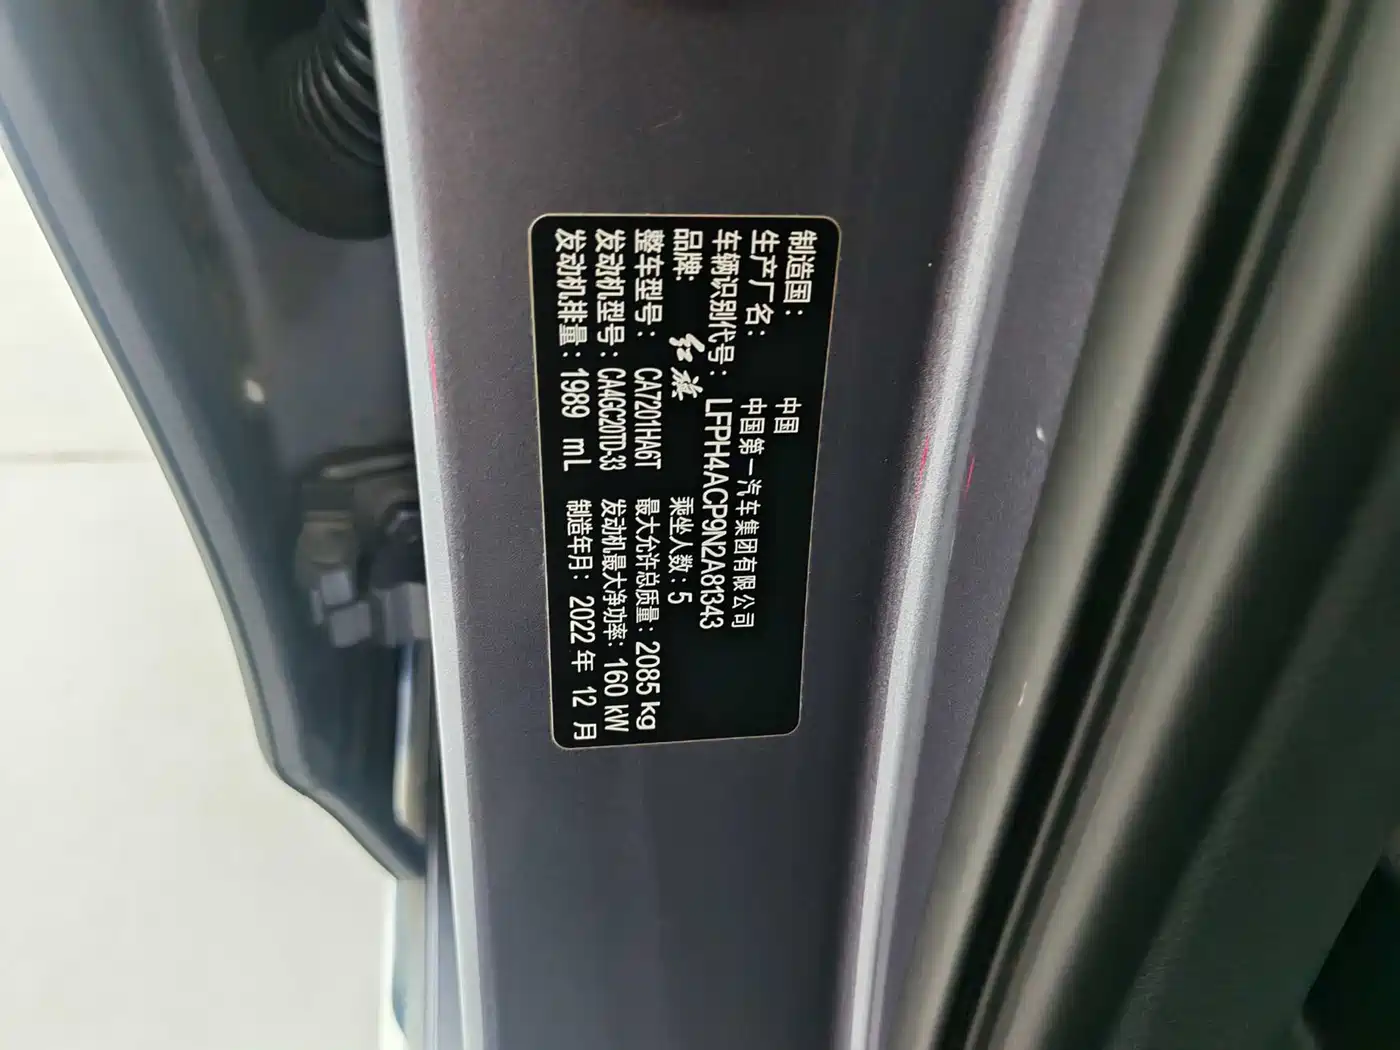 制造国: 中国
生产厂名: 中国第一汽车集团有限公司
车辆识别代号: LFPH4ACP9N2A81343
品牌: 红旗 乘坐人数: 5
整车型号: CA7201HA6T 最大允许总质量: 2085 kg
发动机型号: CA4GC20TD-33 发动机最大净功率: 160 kW
发动机排量: 1989 mL 制造年月: 2022 年 12 月